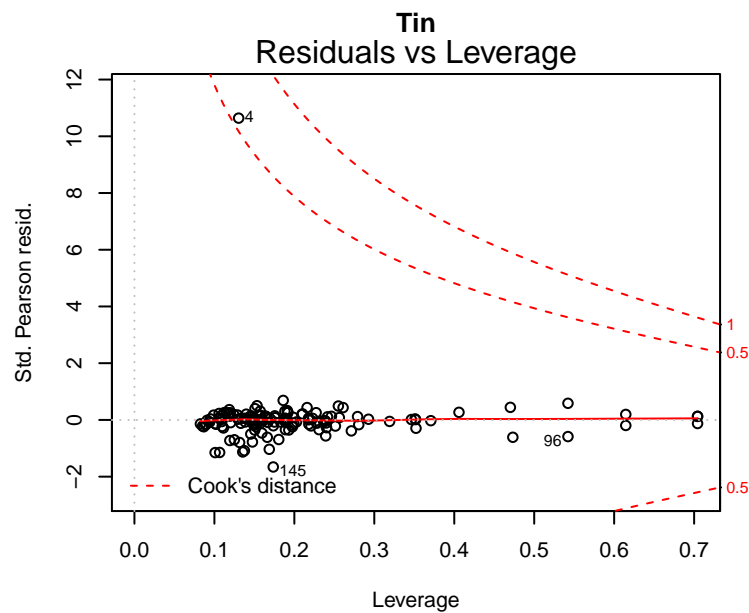 Tin
Residuals vs Leverage
Std. Pearson resid.
12
10
8
6
4
2
0
−2
4
1
0.5
96
145
0.5
Cook's distance
0.0 0.1 0.2 0.3 0.4 0.5 0.6 0.7
Leverage